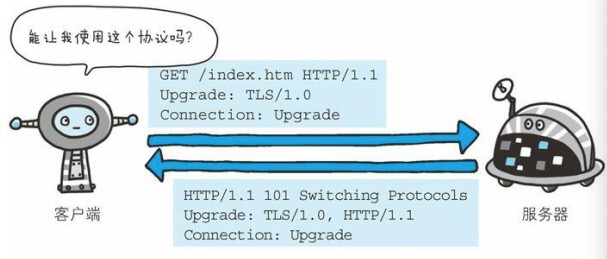 能让我使用这个协议吗?
GET /index.htm HTTP/1.1
Upgrade: TLS/1.0
Connection: Upgrade
HTTP/1.1 101 Switching Protocols
Upgrade: TLS/1.0, HTTP/1.1
Connection: Upgrade
客户端
服务器